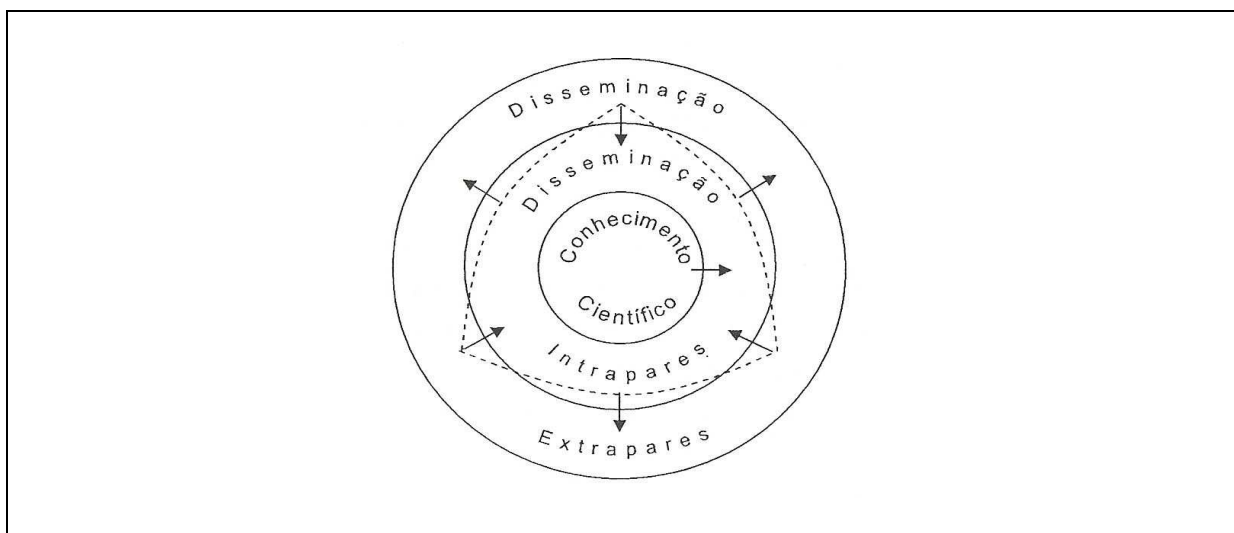 Disseminação
Disseminação
Conhecimento
Científico
Intrapares
Extrapares